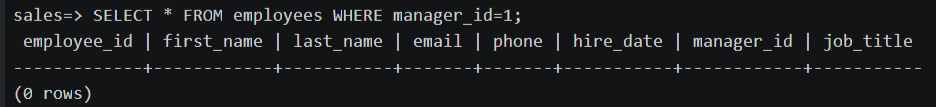 sales=> SELECT * FROM employees WHERE manager_id=1;
 employee_id | first_name | last_name | email | phone | hire_date | manager_id | job_title
-------------+------------+-----------+-------+-------+-----------+------------+-----------
(0 rows)